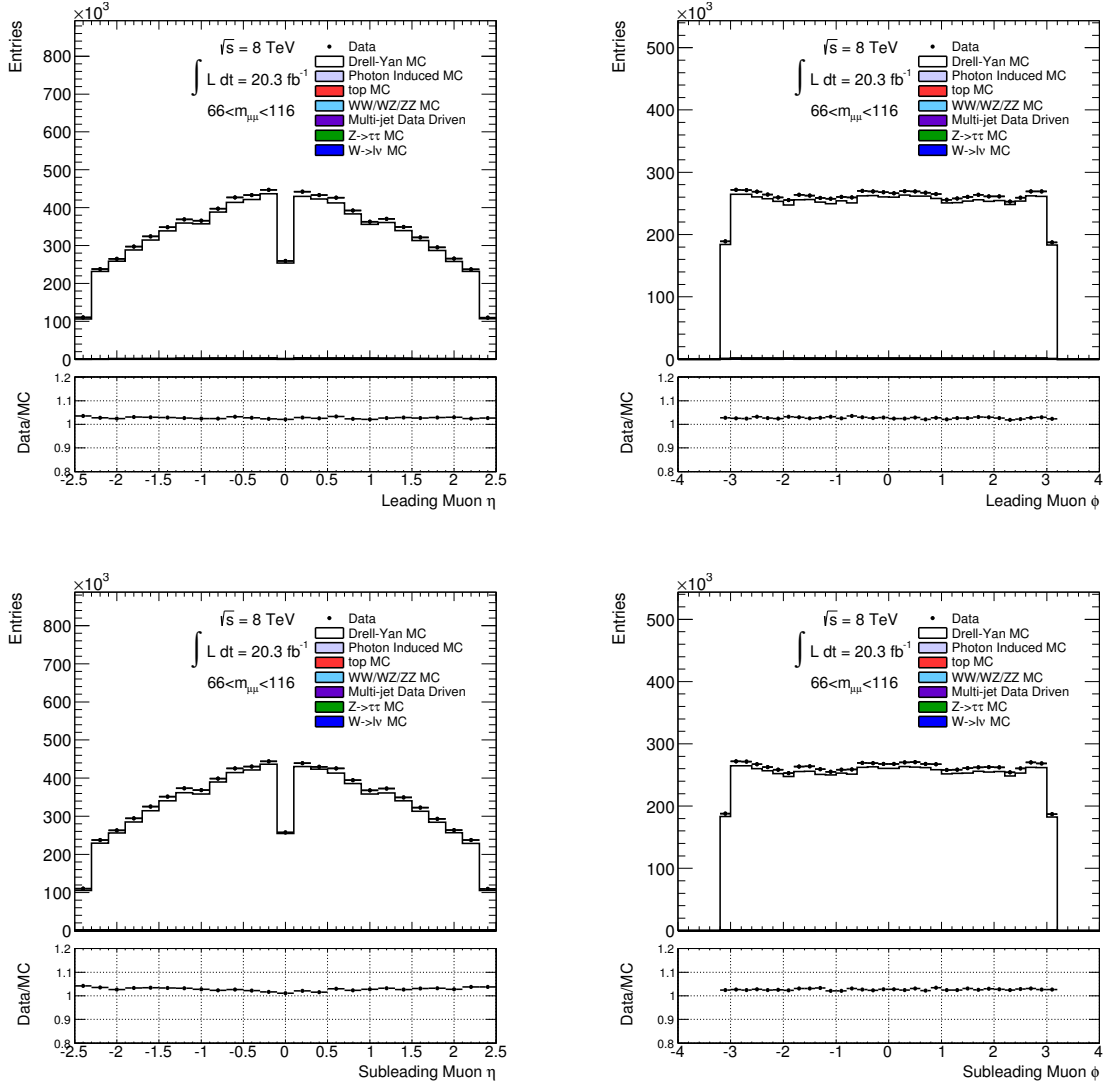 ×10³
Entries
900
800
700
600
500
400
300
200
100
0
√s = 8 TeV
∫ L dt = 20.3 fb⁻¹
66<m_μμ<116
Data
Drell-Yan MC
Photon Induced MC
top MC
WW/WZ/ZZ MC
Multi-jet Data Driven
Z->ττ MC
W->lν MC
Data/MC
1.2
1.1
1
0.9
0.8
-2.5 -2 -1.5 -1 -0.5 0 0.5 1 1.5 2 2.5
Leading Muon η
×10³
Entries
500
400
300
200
100
0
√s = 8 TeV
∫ L dt = 20.3 fb⁻¹
66<m_μμ<116
Data
Drell-Yan MC
Photon Induced MC
top MC
WW/WZ/ZZ MC
Multi-jet Data Driven
Z->ττ MC
W->lν MC
Data/MC
1.2
1.1
1
0.9
0.8
-4 -3 -2 -1 0 1 2 3 4
Leading Muon ϕ
×10³
Entries
800
700
600
500
400
300
200
100
0
√s = 8 TeV
∫ L dt = 20.3 fb⁻¹
66<m_μμ<116
Data
Drell-Yan MC
Photon Induced MC
top MC
WW/WZ/ZZ MC
Multi-jet Data Driven
Z->ττ MC
W->lν MC
Data/MC
1.2
1.1
1
0.9
0.8
-2.5 -2 -1.5 -1 -0.5 0 0.5 1 1.5 2 2.5
Subleading Muon η
×10³
Entries
500
400
300
200
100
0
√s = 8 TeV
∫ L dt = 20.3 fb⁻¹
66<m_μμ<116
Data
Drell-Yan MC
Photon Induced MC
top MC
WW/WZ/ZZ MC
Multi-jet Data Driven
Z->ττ MC
W->lν MC
Data/MC
1.2
1.1
1
0.9
0.8
-4 -3 -2 -1 0 1 2 3 4
Subleading Muon ϕ